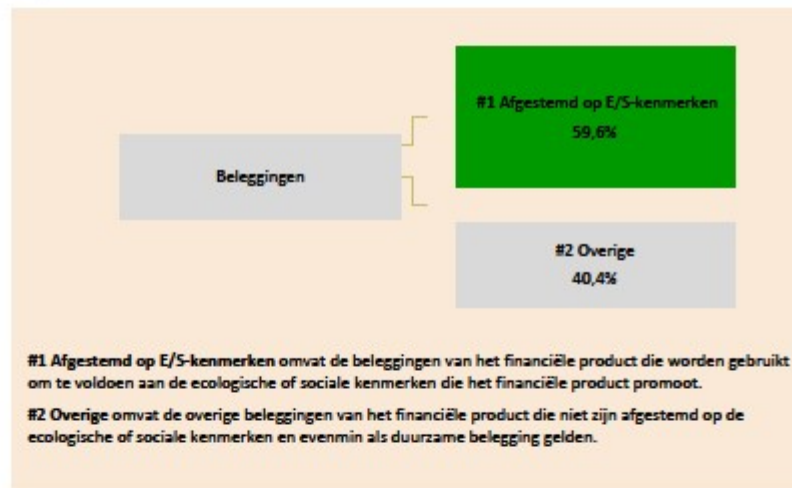 #1 Afgestemd op E/S-kenmerken
59,6%
Beleggingen
#2 Overige
40,4%
#1 Afgestemd op E/S-kenmerken omvat de beleggingen van het financiële product die worden gebruikt
om te voldoen aan de ecologische of sociale kenmerken die het financiële product promoot.
#2 Overige omvat de overige beleggingen van het financiële product die niet zijn afgestemd op de
ecologische of sociale kenmerken en evenmin als duurzame belegging gelden.